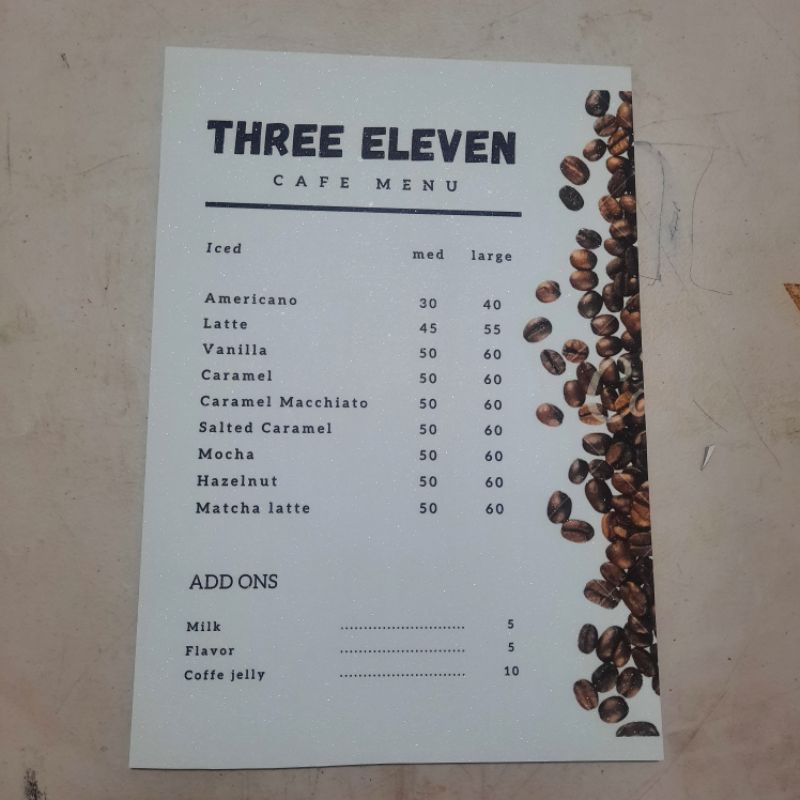 THREE ELEVEN
CAFE MENU
Iced med large
Americano 30 40
Latte 45 55
Vanilla 50 60
Caramel 50 60
Caramel Macchiato 50 60
Salted Caramel 50 60
Mocha 50 60
Hazelnut 50 60
Matcha latte 50 60
ADD ONS
Milk ............................ 5
Flavor ............................ 5
Coffe jelly ............................ 10